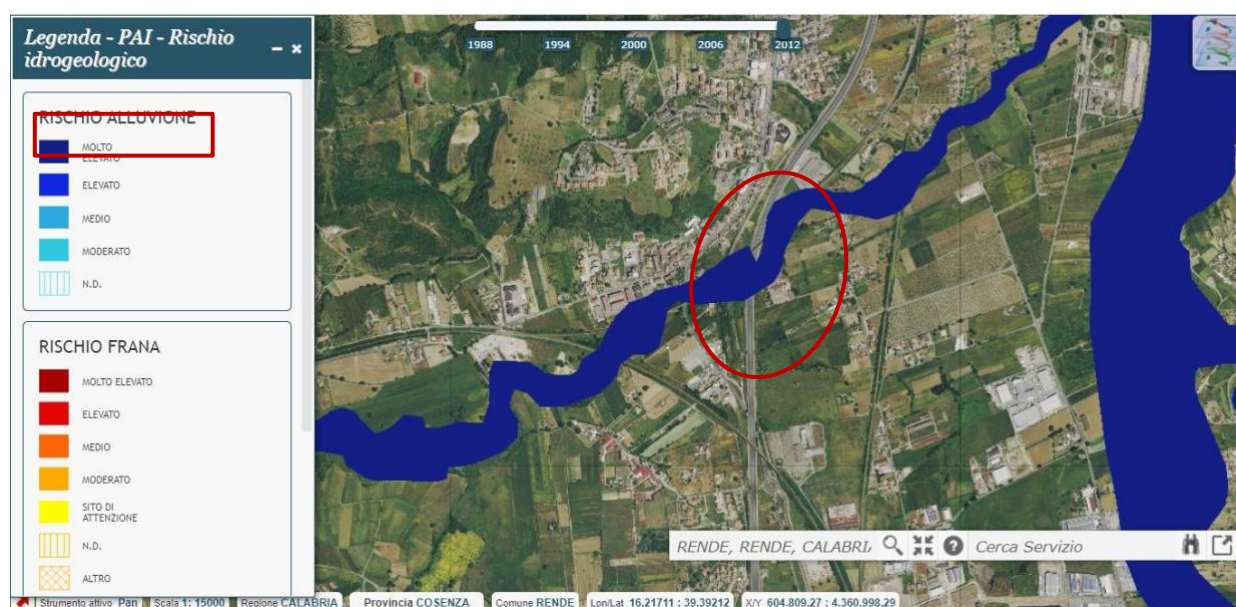 Legenda - PAI - Rischio
idrogeologico
RISCHIO ALLUVIONE
MOLTO
ELEVATO
ELEVATO
MEDIO
MODERATO
N.D.
RISCHIO FRANA
MOLTO ELEVATO
ELEVATO
MEDIO
MODERATO
SITO DI
ATTENZIONE
N.D.
ALTRO
1988 1994 2000 2006 2012
RENDE, RENDE, CALABRI
Cerca Servizio
Strumento attivo Pan Scala 1: 15000 Regione CALABRIA Provincia COSENZA Comune RENDE Lon/Lat 16.21711 : 39.39212 X/Y 604.809.27 : 4.360.998.29